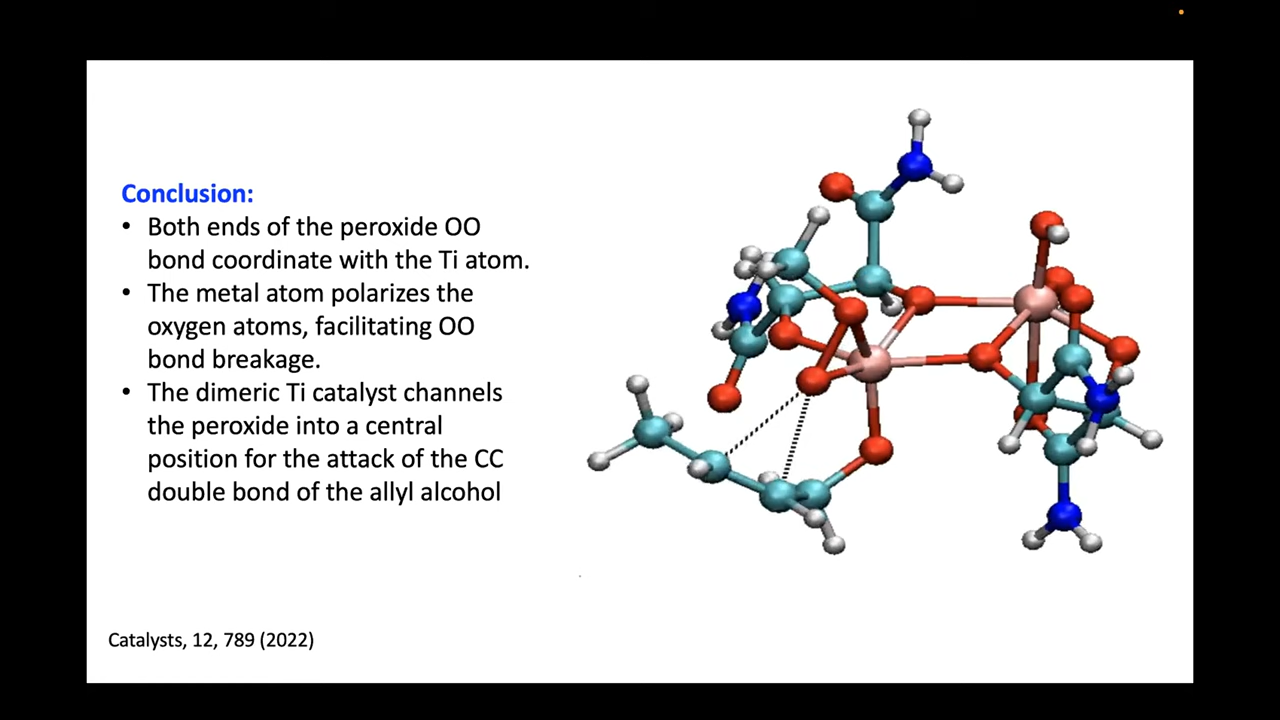 Conclusion:
• Both ends of the peroxide OO
bond coordinate with the Ti atom.
• The metal atom polarizes the
oxygen atoms, facilitating OO
bond breakage.
• The dimeric Ti catalyst channels
the peroxide into a central
position for the attack of the CC
double bond of the allyl alcohol
Catalysts, 12, 789 (2022)